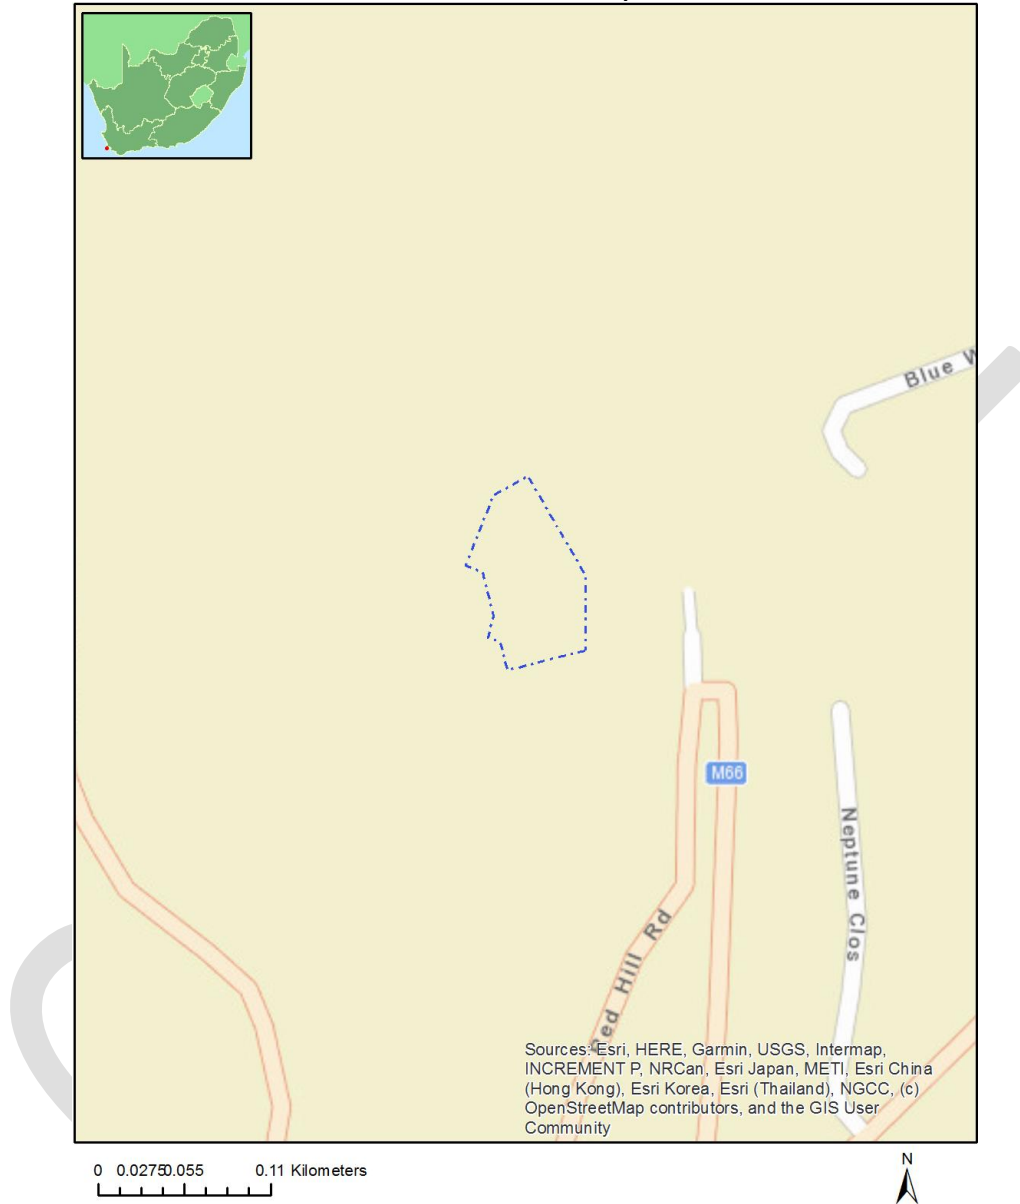 Blue W
M66
Neptune Clos
Red Hill Rd
Sources: Esri, HERE, Garmin, USGS, Intermap,
INCREMENT P, NRCan, Esri Japan, METI, Esri China
(Hong Kong), Esri Korea, Esri (Thailand), NGCC, (c)
OpenStreetMap contributors, and the GIS User
Community
0 0.0275 0.055 0.11 Kilometers
N